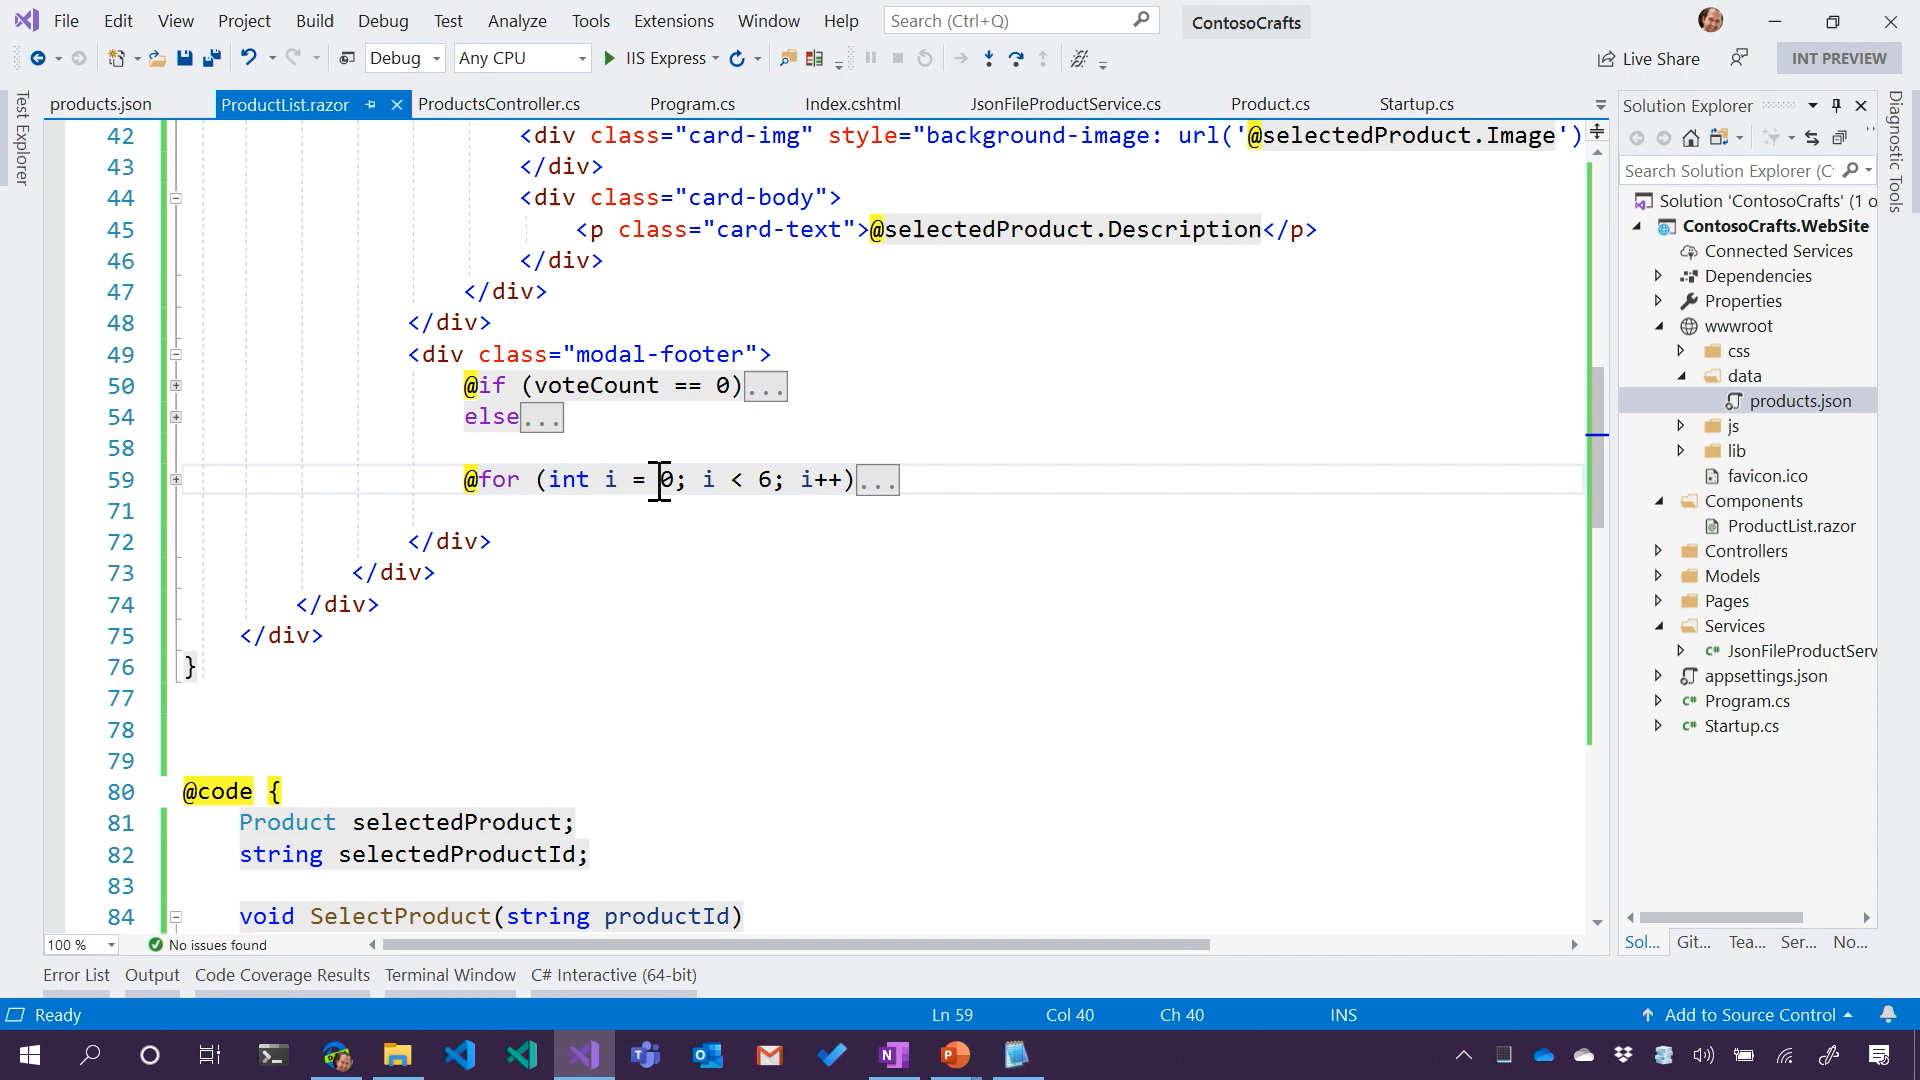 File Edit View Project Build Debug Test Analyze Tools Extensions Window Help Search (Ctrl+Q) ContosoCrafts
Debug Any CPU IIS Express Live Share INT PREVIEW
products.json ProductList.razor ProductsController.cs Program.cs Index.cshtml JsonFileProductService.cs Product.cs Startup.cs
Test Explorer
42 <div class="card-img" style="background-image: url('@selectedProduct.Image')
43 </div>
44 <div class="card-body">
45 <p class="card-text">@selectedProduct.Description</p>
46 </div>
47 </div>
48 </div>
49 <div class="modal-footer">
50 @if (voteCount == 0)...
54 else...
58
59 @for (int i = 0; i < 6; i++)...
71
72 </div>
73 </div>
74 </div>
75 </div>
76 }
77
78
79
80 @code {
81 Product selectedProduct;
82 string selectedProductId;
83
84 void SelectProduct(string productId)
100 % No issues found
Solution Explorer
Search Solution Explorer (C
Solution 'ContosoCrafts' (1 o
ContosoCrafts.WebSite
Connected Services
Dependencies
Properties
wwwroot
css
data
products.json
js
lib
favicon.ico
Components
ProductList.razor
Controllers
Models
Pages
Services
C# JsonFileProductServ
appsettings.json
C# Program.cs
C# Startup.cs
Sol... Git... Tea... Ser... No...
Diagnostic Tools
Error List Output Code Coverage Results Terminal Window C# Interactive (64-bit)
Ready Ln 59 Col 40 Ch 40 INS Add to Source Control